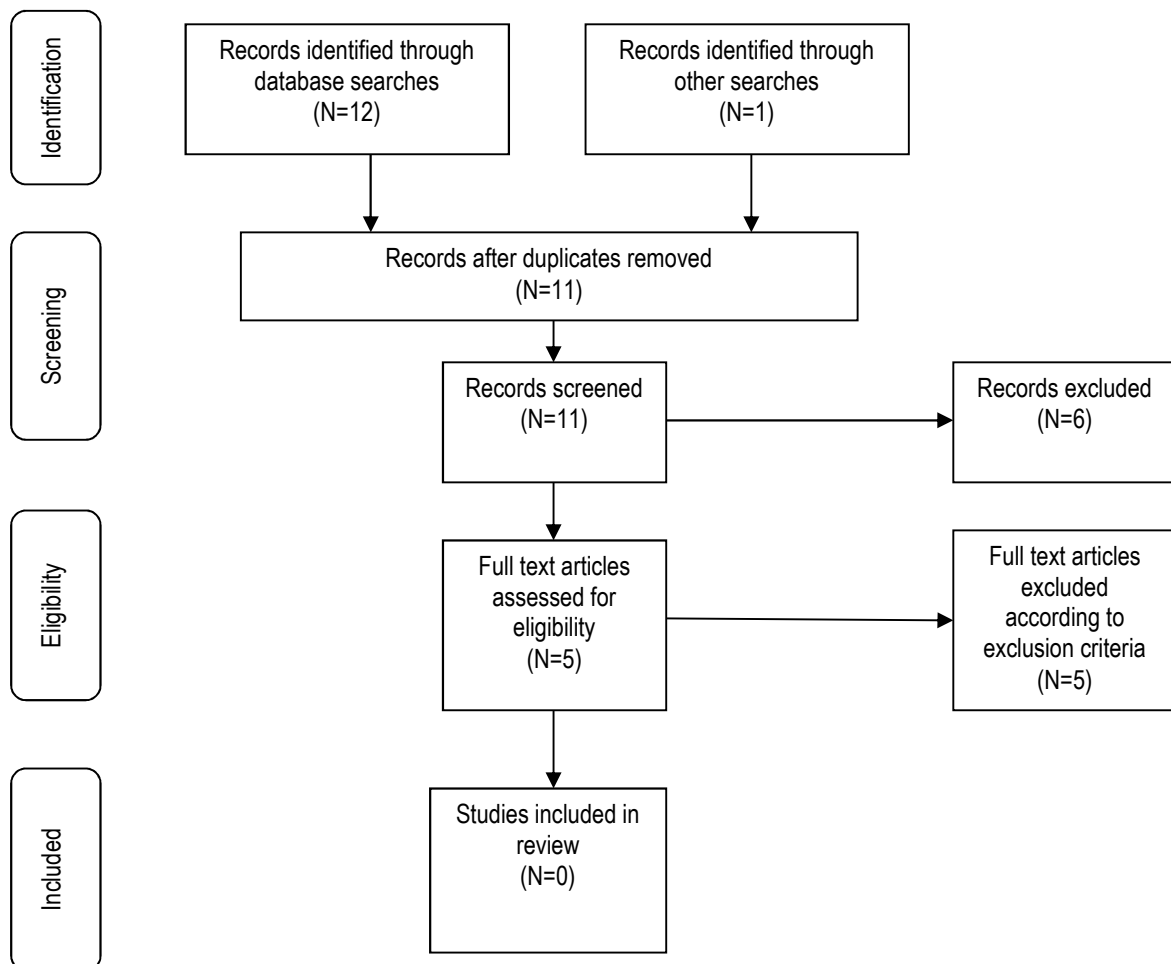 Identification
Records identified through
database searches
(N=12)
Records identified through
other searches
(N=1)
Screening
Records after duplicates removed
(N=11)
Records screened
(N=11)
Records excluded
(N=6)
Eligibility
Full text articles
assessed for
eligibility
(N=5)
Full text articles
excluded
according to
exclusion criteria
(N=5)
Included
Studies included in
review
(N=0)